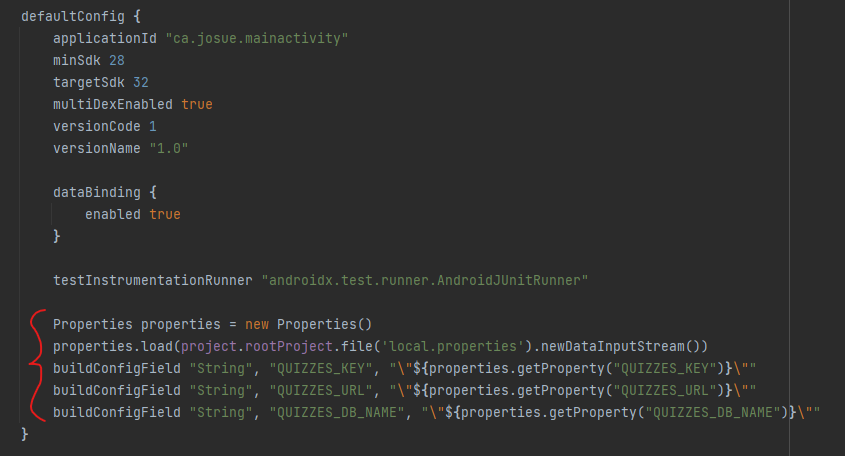 defaultConfig {
applicationId "ca.josue.mainactivity"
minSdk 28
targetSdk 32
multiDexEnabled true
versionCode 1
versionName "1.0"
dataBinding {
enabled true
}
testInstrumentationRunner "androidx.test.runner.AndroidJUnitRunner"
Properties properties = new Properties()
properties.load(project.rootProject.file('local.properties').newDataInputStream())
buildConfigField "String", "QUIZZES_KEY", "\"${properties.getProperty("QUIZZES_KEY")}\""
buildConfigField "String", "QUIZZES_URL", "\"${properties.getProperty("QUIZZES_URL")}\""
buildConfigField "String", "QUIZZES_DB_NAME", "\"${properties.getProperty("QUIZZES_DB_NAME")}\""
}